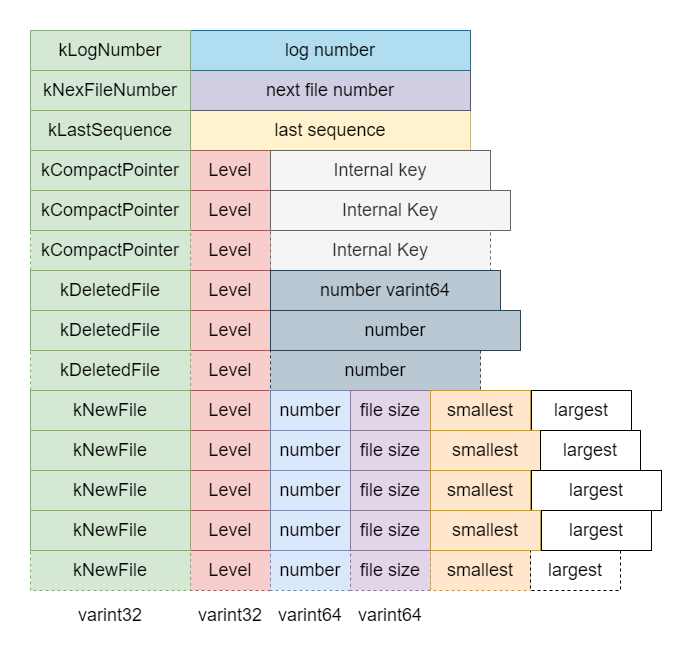 kLogNumber log number
kNexFileNumber next file number
kLastSequence last sequence
kCompactPointer Level Internal key
kCompactPointer Level Internal Key
kCompactPointer Level Internal Key
kDeletedFile Level number varint64
kDeletedFile Level number
kDeletedFile Level number
kNewFile Level number file size smallest largest
kNewFile Level number file size smallest largest
kNewFile Level number file size smallest largest
kNewFile Level number file size smallest largest
kNewFile Level number file size smallest largest
varint32 varint32 varint64 varint64